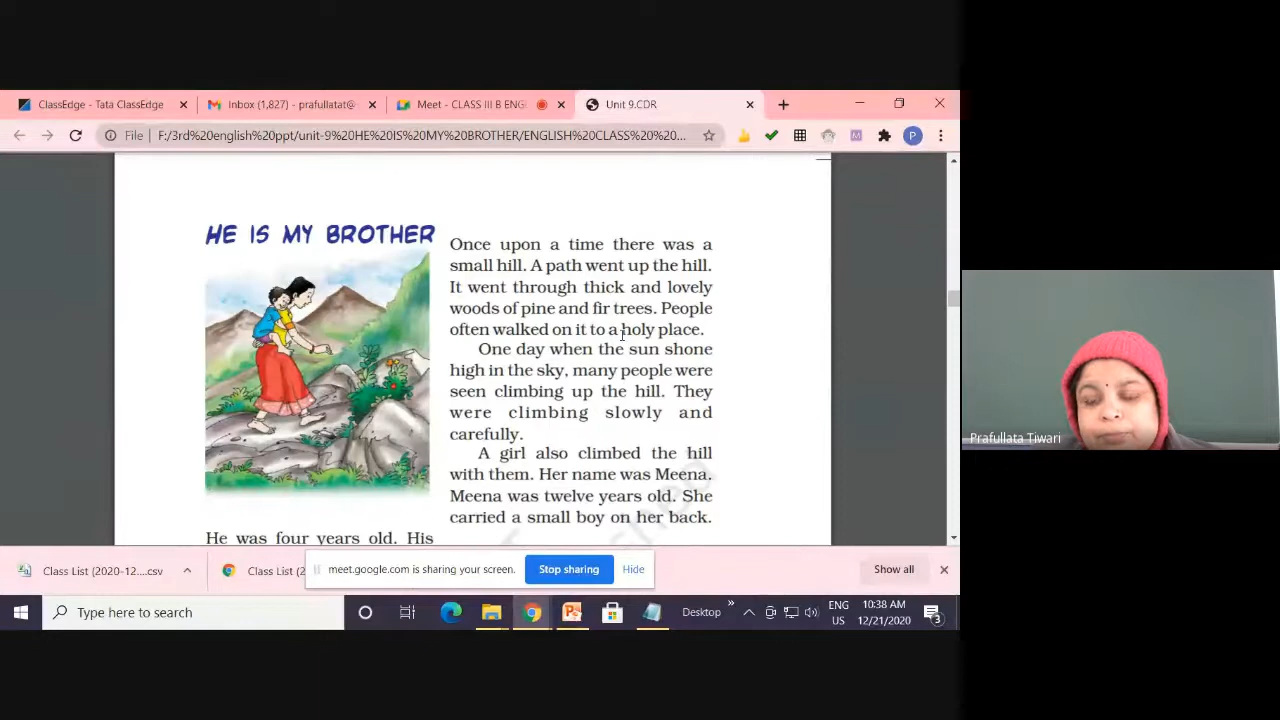 ClassEdge - Tata ClassEdge
Inbox (1,827) - prafullatat@
Meet - CLASS III B ENG
Unit 9.CDR
File
F:/3rd%20english%20ppt/unit-9%20HE%20IS%20MY%20BROTHER/ENGLISH%20CLASS%20%20...
P
HE IS MY BROTHER
Once upon a time there was a
small hill. A path went up the hill.
It went through thick and lovely
woods of pine and fir trees. People
often walked on it to a holy place.
One day when the sun shone
high in the sky, many people were
seen climbing up the hill. They
were climbing slowly and
carefully.
A girl also climbed the hill
with them. Her name was Meena.
Meena was twelve years old. She
carried a small boy on her back.
He was four years old. His
Prafullata Tiwari
meet.google.com is sharing your screen.
Stop sharing
Hide
Class List (2020-12....csv
Class List (2
Show all
Type here to search
Desktop
ENG
US
10:38 AM
12/21/2020
3